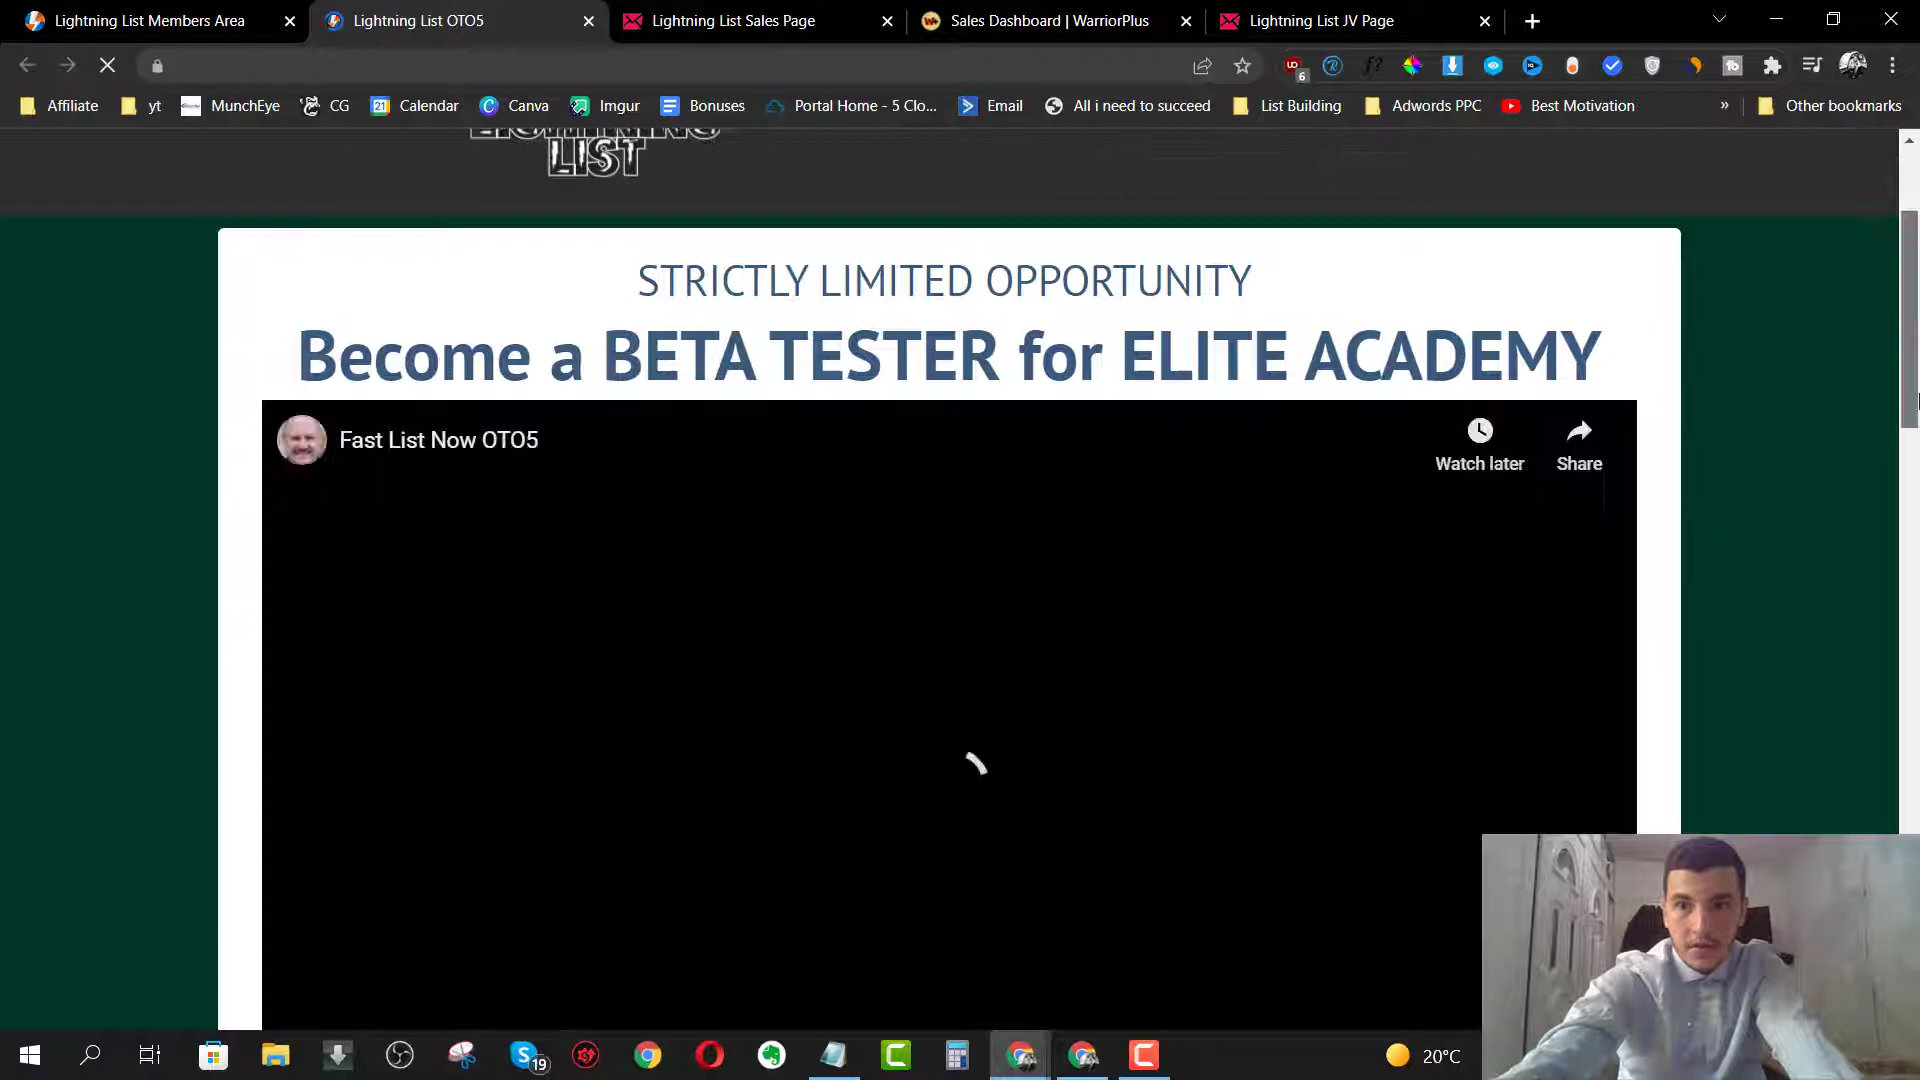 Lightning List Members Area
Lightning List OTO5
Lightning List Sales Page
Sales Dashboard | WarriorPlus
Lightning List JV Page
6
Affiliate
yt
MunchEye
CG
Calendar
Canva
Imgur
Bonuses
Portal Home - 5 Clo...
Email
All i need to succeed
List Building
Adwords PPC
Best Motivation
»
Other bookmarks
LIGHTNING
LIST
STRICTLY LIMITED OPPORTUNITY
Become a BETA TESTER for ELITE ACADEMY
Fast List Now OTO5
Watch later
Share
19
20°C